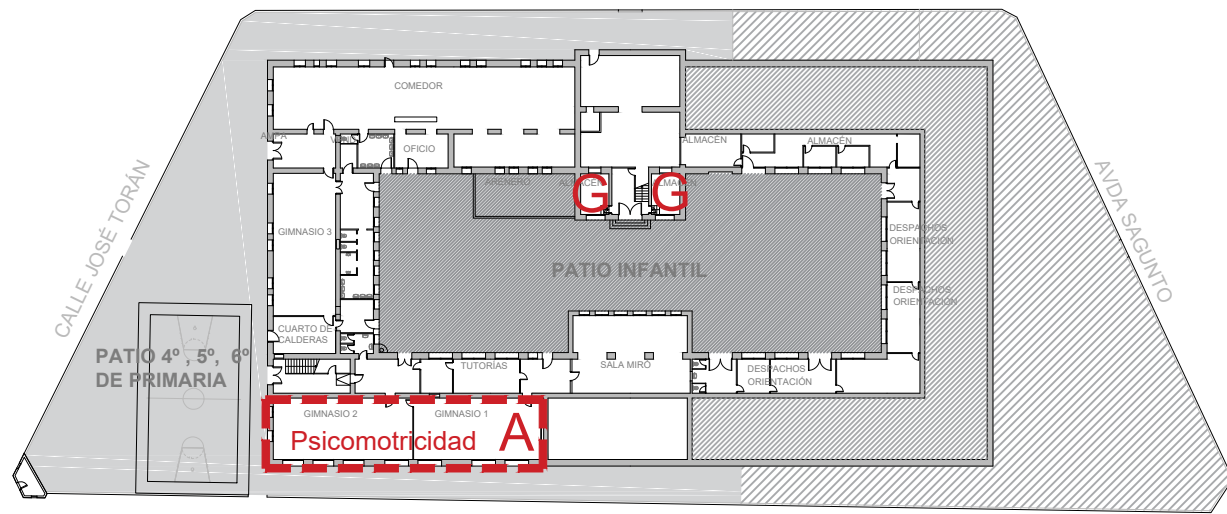 COMEDOR
AMPA
OFICIO
ALMACÉN
ALMACÉN
ARENERO
ALMACÉN
ALMACÉN
G
G
CALLE JOSÉ TORÁN
AVDA SAGUNTO
GIMNASIO 3
DESPACHOS
ORIENTACIÓN
PATIO INFANTIL
DESPACHOS
ORIENTACIÓN
CUARTO DE
CALDERAS
PATIO 4º , 5º, 6º
DE PRIMARIA
TUTORÍAS
SALA MIRÓ
DESPACHOS
ORIENTACIÓN
GIMNASIO 2
GIMNASIO 1
Psicomotricidad
A